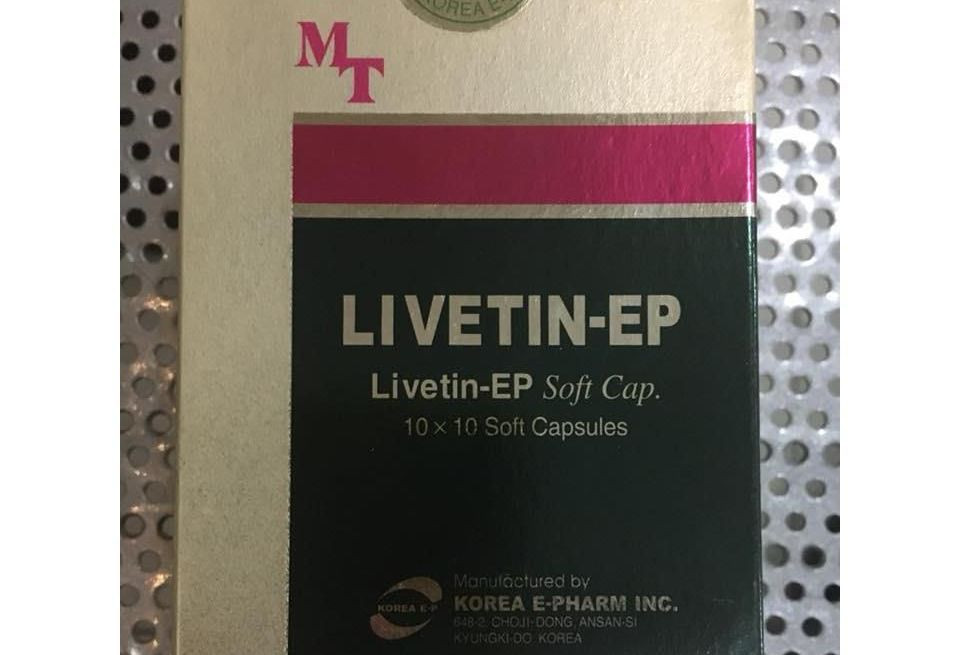 KOREA E
MT
LIVETIN-EP
Livetin-EP Soft Cap.
10 × 10 Soft Capsules
KOREA E·P
Manufactured by
KOREA E-PHARM INC.
648-2, CHOJI-DONG, ANSAN-SI
KYUNGKI-DO, KOREA